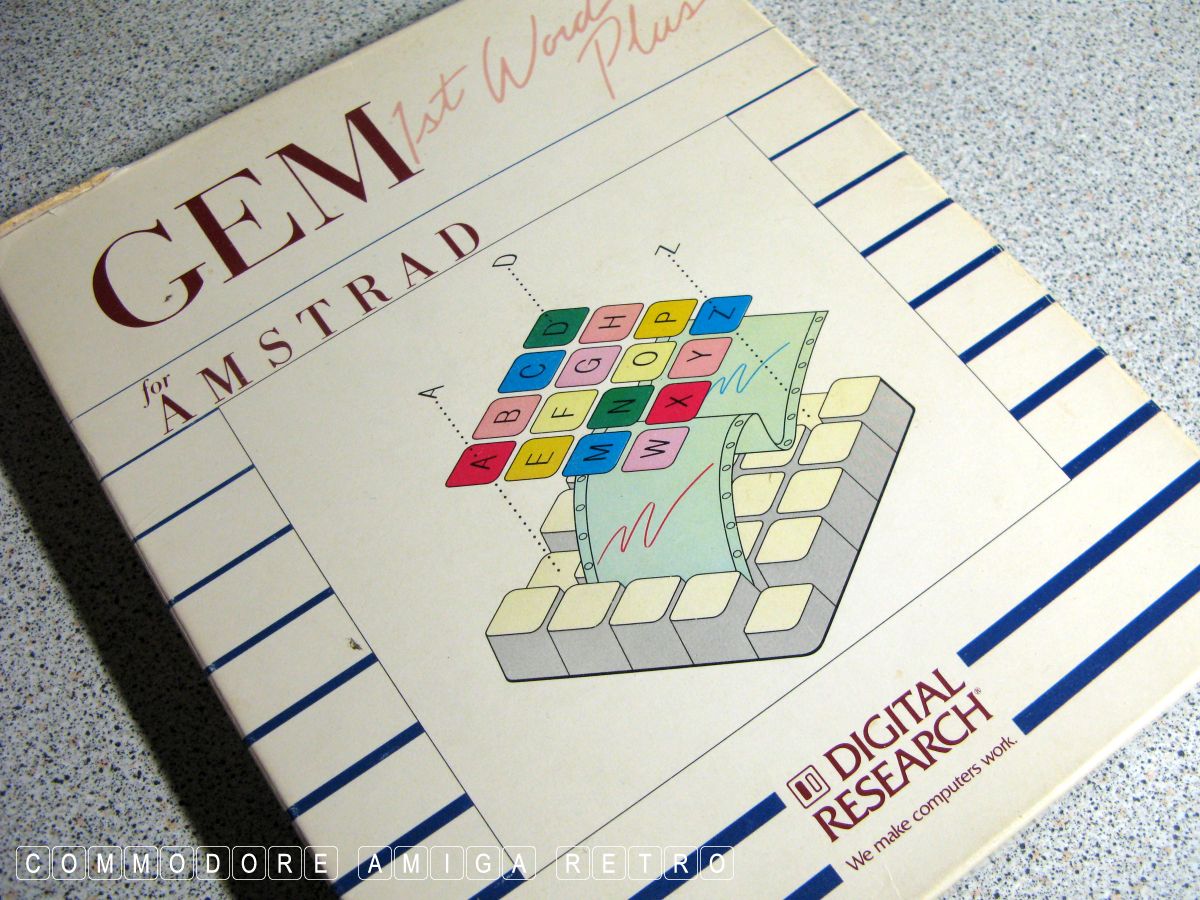 GEM 1st Word
Plus
for
AMSTRAD
D
Z
A
D H P Z
C G O Y
B F N X
A E M W
DIGITAL
RESEARCH®
We make computers work.
COMMODORE AMIGA RETRO